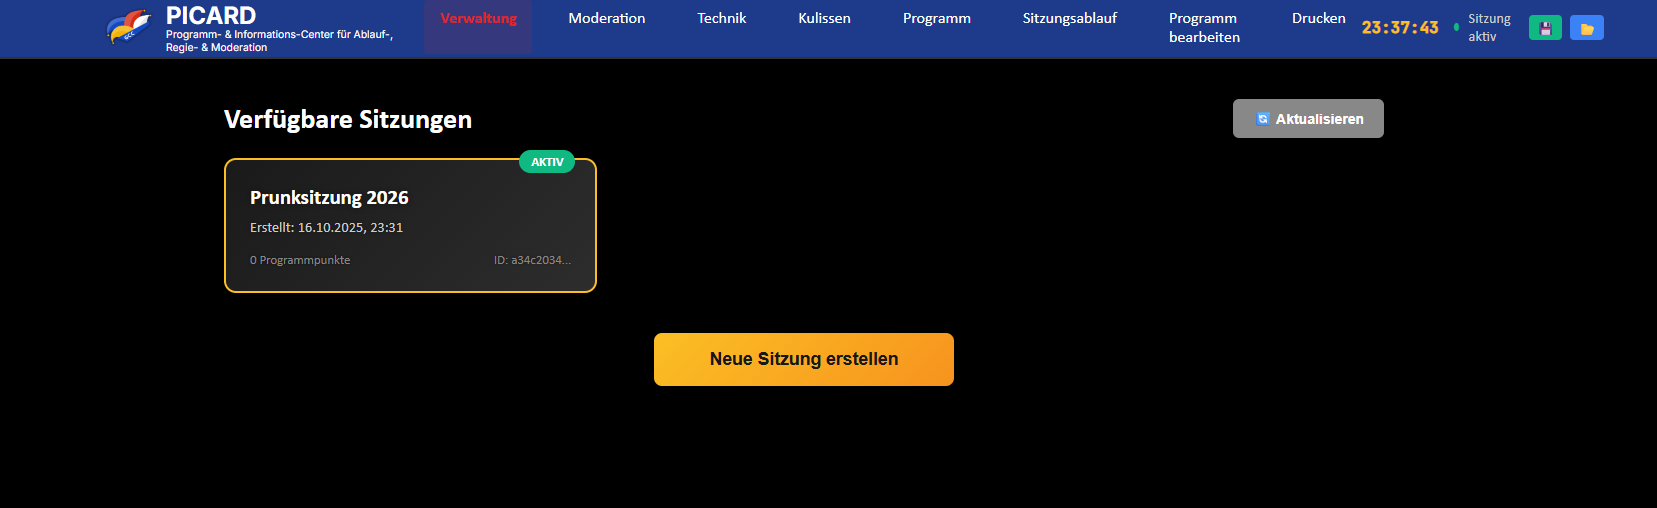 PICARD
Programm- & Informations-Center für Ablauf-,
Regie- & Moderation
GCC
Verwaltung
Moderation
Technik
Kulissen
Programm
Sitzungsablauf
Programm
bearbeiten
Drucken
23:37:43
Sitzung
aktiv
Verfügbare Sitzungen
Aktualisieren
AKTIV
Prunksitzung 2026
Erstellt: 16.10.2025, 23:31
0 Programmpunkte
ID: a34c2034...
Neue Sitzung erstellen